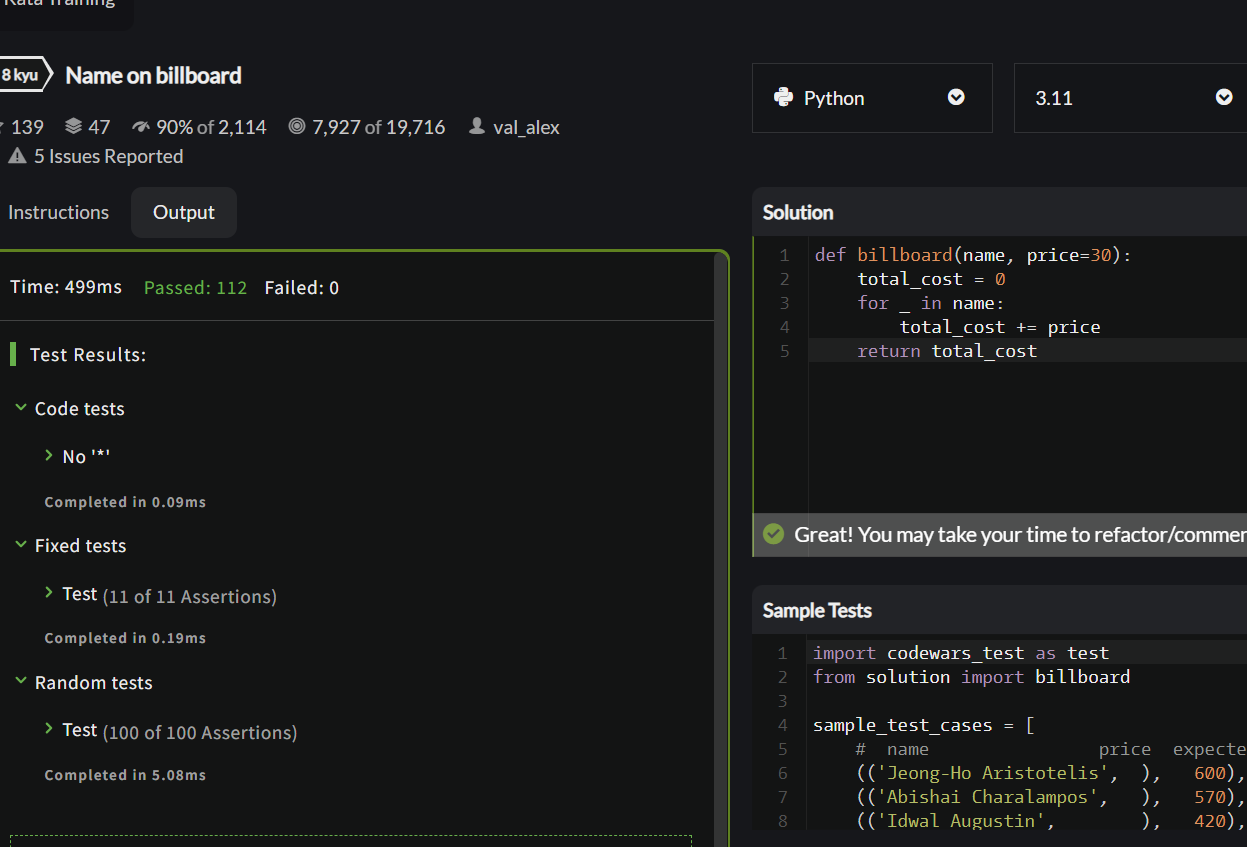 Kata Training
8 kyu Name on billboard
139 47 90% of 2,114 7,927 of 19,716 val_alex
5 Issues Reported
Instructions Output
Time: 499ms Passed: 112 Failed: 0
Test Results:
Code tests
No '*'
Completed in 0.09ms
Fixed tests
Test (11 of 11 Assertions)
Completed in 0.19ms
Random tests
Test (100 of 100 Assertions)
Completed in 5.08ms
Python 3.11
Solution
1 def billboard(name, price=30):
2 total_cost = 0
3 for _ in name:
4 total_cost += price
5 return total_cost
Great! You may take your time to refactor/commen
Sample Tests
1 import codewars_test as test
2 from solution import billboard
3
4 sample_test_cases = [
5 # name price expecte
6 (('Jeong-Ho Aristotelis', ), 600),
7 (('Abishai Charalampos', ), 570),
8 (('Idwal Augustin', ), 420),